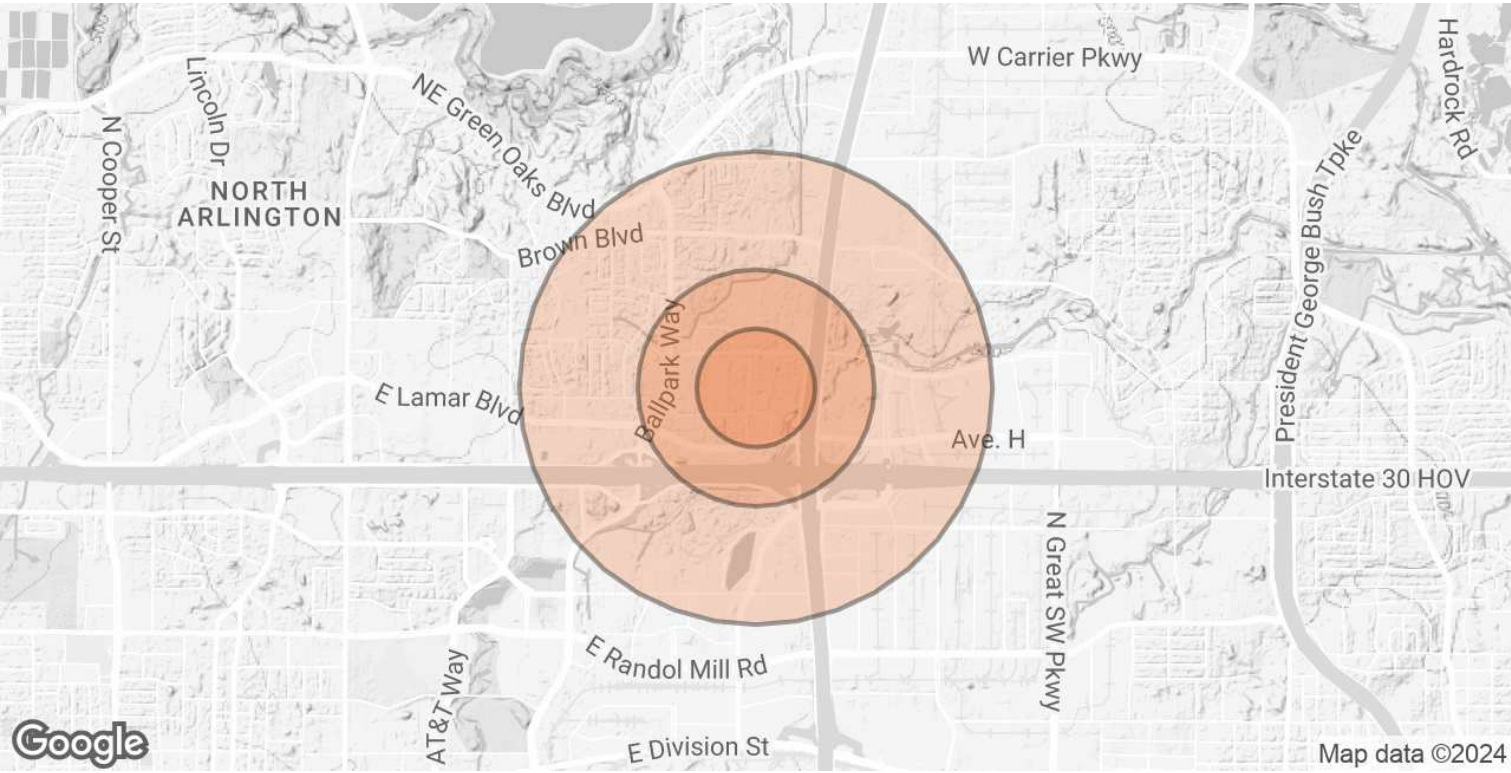 W Carrier Pkwy
Hardrock Rd
Lincoln Dr
NE Green Oaks Blvd
N Cooper St
NORTH
ARLINGTON
President George Bush Tpke
Brown Blvd
Ballpark Way
E Lamar Blvd
Ave. H
Interstate 30 HOV
N Great SW Pkwy
E Randol Mill Rd
AT&T Way
E Division St
Google
Map data ©2024